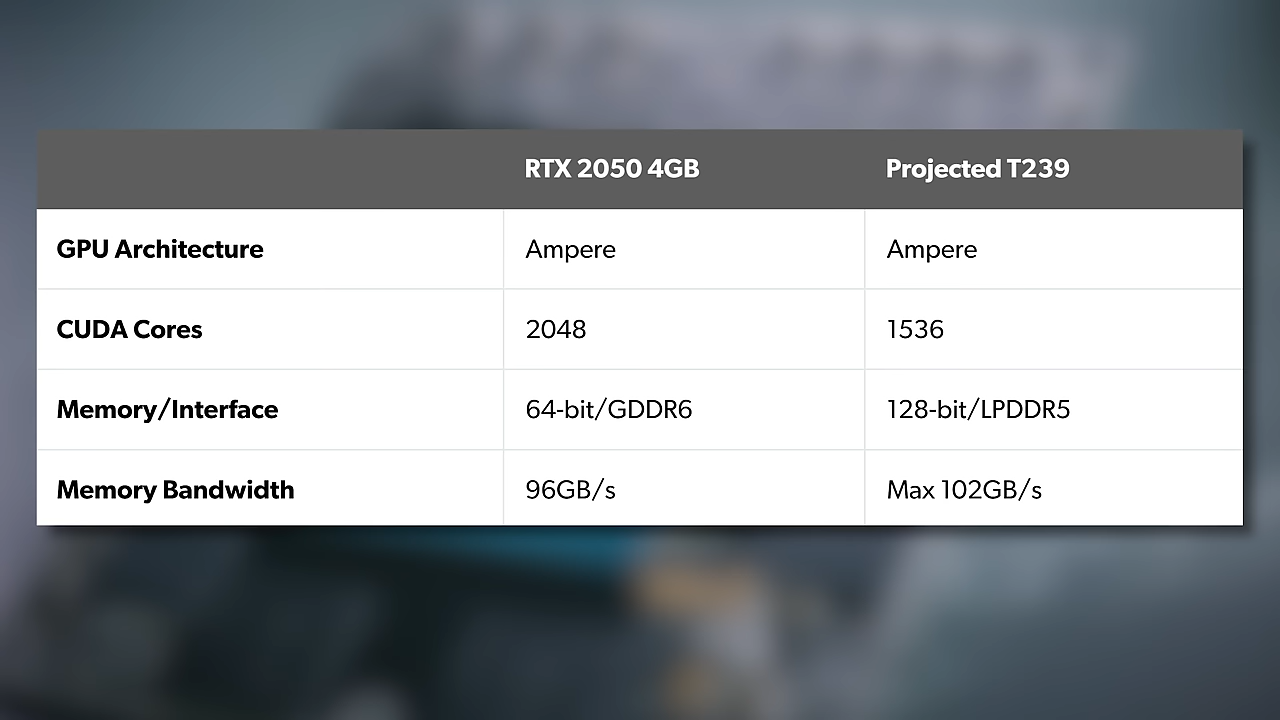 RTX 2050 4GB Projected T239
GPU Architecture Ampere Ampere
CUDA Cores 2048 1536
Memory/Interface 64-bit/GDDR6 128-bit/LPDDR5
Memory Bandwidth 96GB/s Max 102GB/s